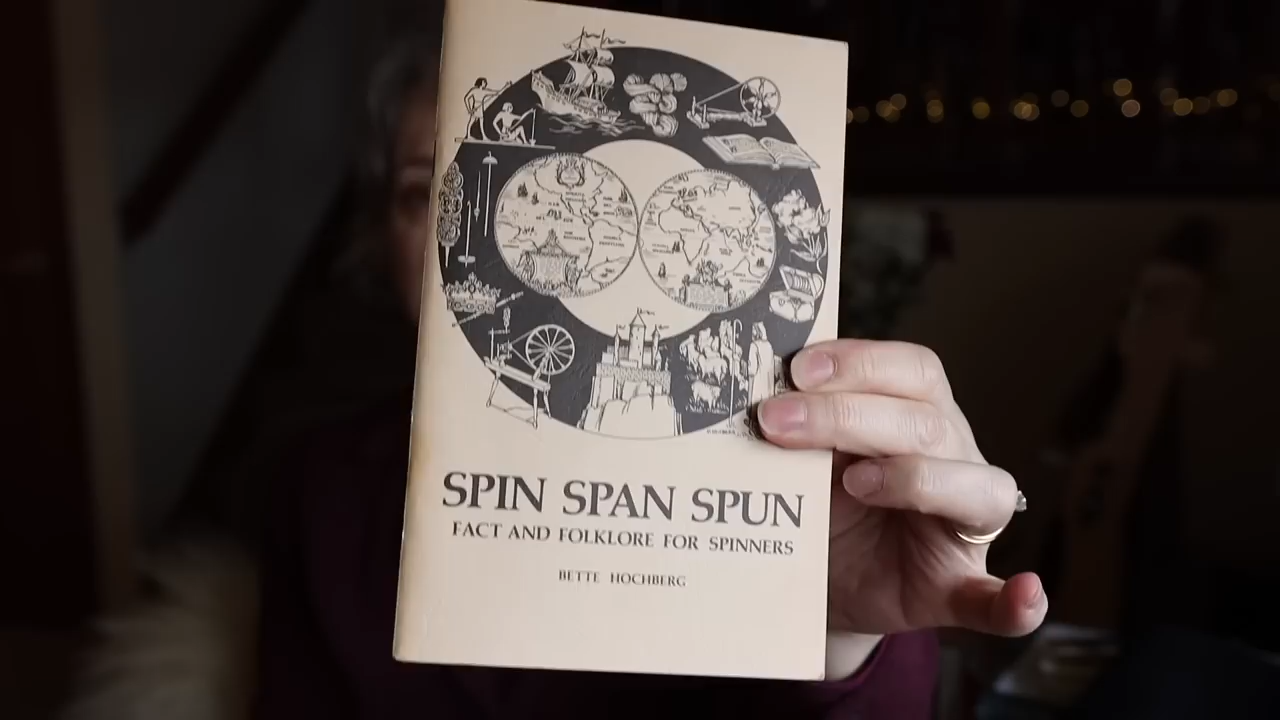 SPIN SPAN SPUN
FACT AND FOLKLORE FOR SPINNERS
BETTE HOCHBERG